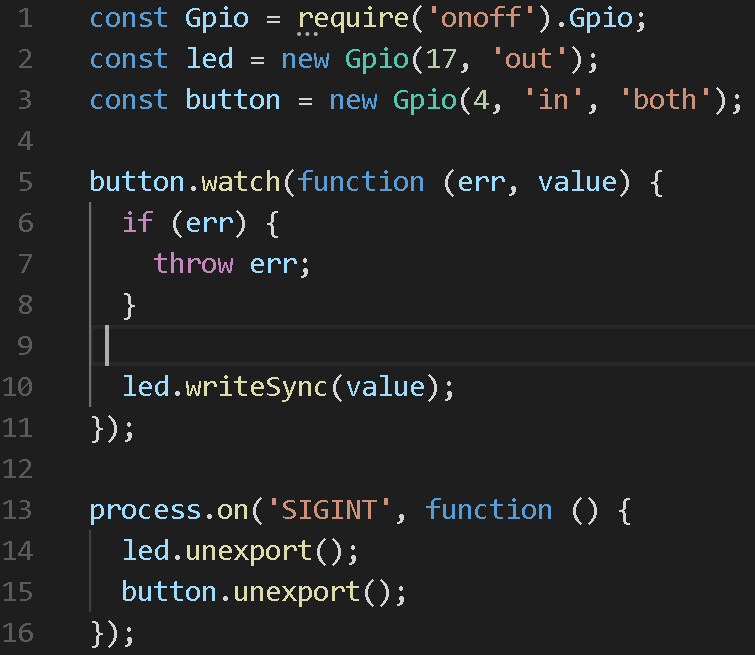 1 const Gpio = require('onoff').Gpio;
2 const led = new Gpio(17, 'out');
3 const button = new Gpio(4, 'in', 'both');
4
5 button.watch(function (err, value) {
6   if (err) {
7     throw err;
8   }
9
10   led.writeSync(value);
11 });
12
13 process.on('SIGINT', function () {
14   led.unexport();
15   button.unexport();
16 });